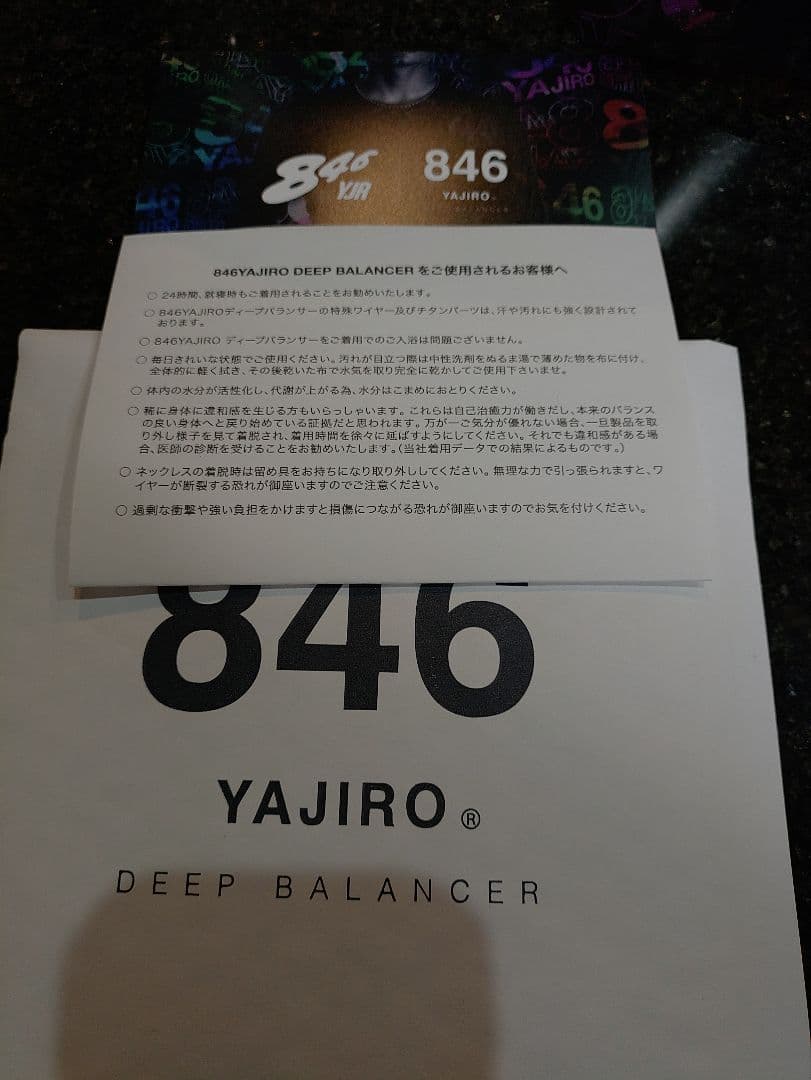 YAJIRO
846
YJR
846
YAJIRO
BALANCER
846YAJIRO DEEP BALANCER をご使用されるお客様へ
○ 24時間、就寝時もご着用されることをお勧めいたします。
○ 846YAJIROディープバランサーの特殊ワイヤー及びチタンパーツは、汗や汚れにも強く設計されて
おります。
○ 846YAJIRO ディープバランサーをご着用でのご入浴は問題ございません。
○ 毎日きれいな状態でご使用ください。汚れが目立つ際は中性洗剤をぬるま湯で薄めた物を布に付け、
全体的に軽く拭き、その後乾いた布で水気を取り完全に乾かしてご使用下さいませ。
○ 体内の水分が活性化し、代謝が上がる為、水分はこまめにおとりください。
○ 稀に身体に違和感を生じる方もいらっしゃいます。これらは自己治癒力が働きだし、本来のバランス
の良い身体へと戻り始めている証拠だと思われます。万が一ご気分が優れない場合、一旦製品を取
り外し様子を見て着脱され、着用時間を徐々に延ばすようにしてください。それでも違和感がある場
合、医師の診断を受けることをお勧めいたします。(当社着用データでの結果によるものです。)
○ ネックレスの着脱時は留め具をお持ちになり取り外ししてください。無理な力で引っ張られますと、ワ
イヤーが断裂する恐れが御座いますのでご注意ください。
○ 過剰な衝撃や強い負担をかけますと損傷につながる恐れが御座いますのでお気を付けください。
846
YAJIRO®
DEEP BALANCER